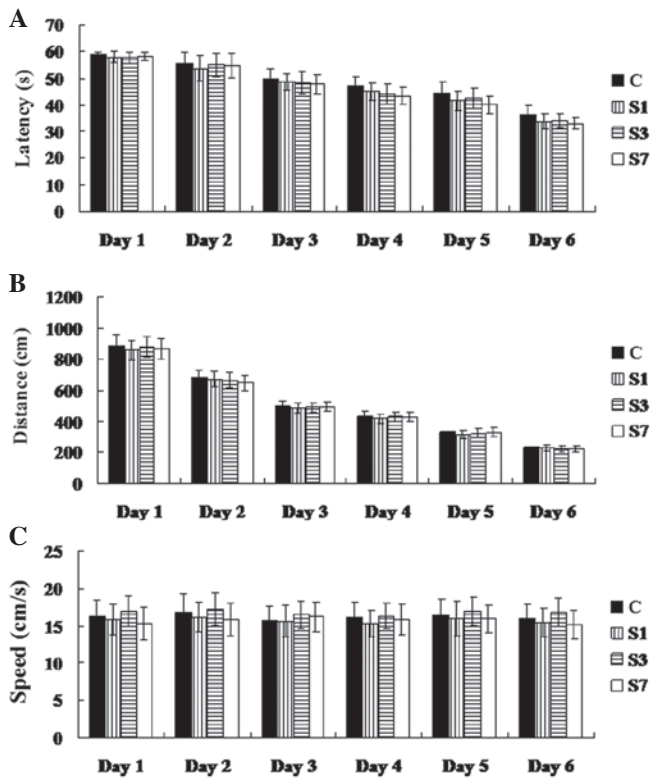 A
Latency (s)
70
60
50
40
30
20
10
0
Day 1 Day 2 Day 3 Day 4 Day 5 Day 6
C
S1
S3
S7
B
Distance (cm)
1200
1000
800
600
400
200
0
Day 1 Day 2 Day 3 Day 4 Day 5 Day 6
C
S1
S3
S7
C
Speed (cm/s)
25
20
15
10
5
0
Day 1 Day 2 Day 3 Day 4 Day 5 Day 6
C
S1
S3
S7